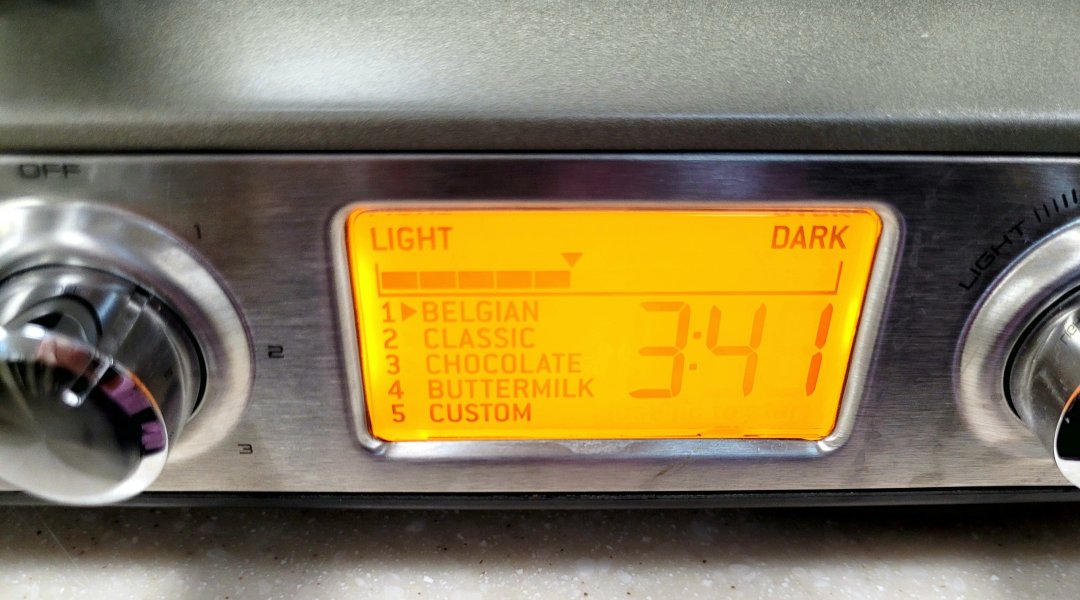 OFF
1
2
3
LIGHT DARK
1 BELGIAN
2 CLASSIC
3 CHOCOLATE
4 BUTTERMILK
5 CUSTOM
3:41
LIGHT